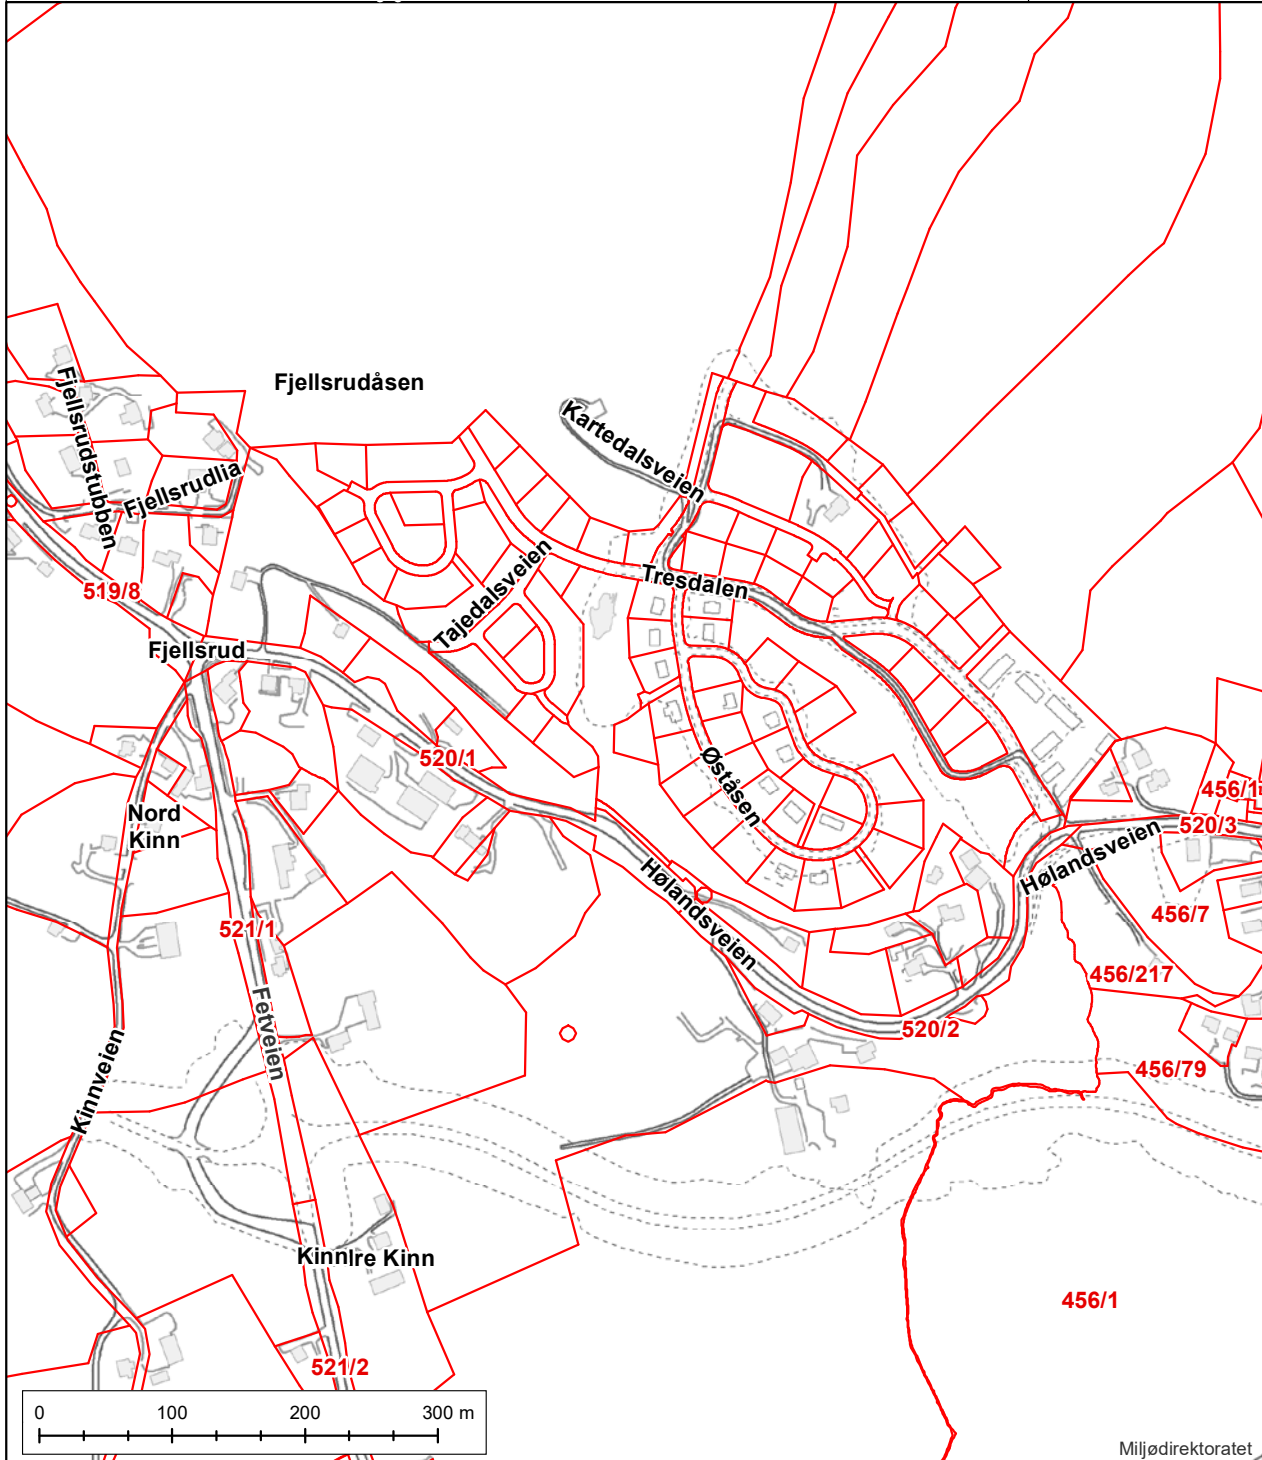 Fjellsrudåsen
Fjellsrudstubben
Kartedalsveien
Fjellsrudlia
Tajedalsveien
Tresdalen
519/8
Fjellsrud
520/1
Øståsen
456/1
520/3
Nord
Kinn
Hølandsveien
Hølandsveien
456/7
521/1
456/217
Fetveien
520/2
Kinnveien
456/79
Kinn
re Kinn
456/1
521/2
0 100 200 300 m
Miljødirektoratet